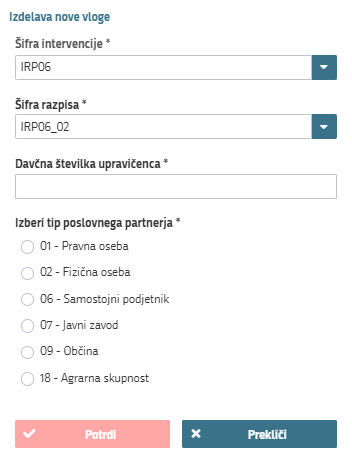 Izdelava nove vloge
Šifra intervencije *
IRP06
Šifra razpisa *
IRP06_02
Davčna številka upravičenca *
Izberi tip poslovnega partnerja *
01 - Pravna oseba
02 - Fizična oseba
06 - Samostojni podjetnik
07 - Javni zavod
09 - Občina
18 - Agrarna skupnost
Potrdi
Prekliči